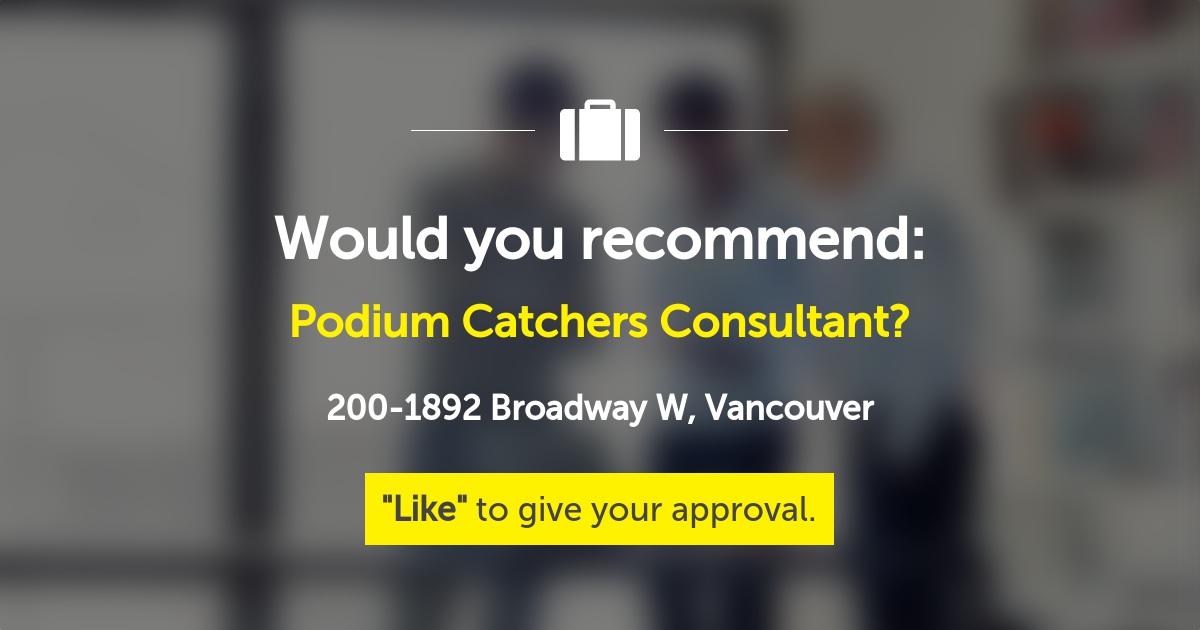 Would you recommend:
Podium Catchers Consultant?
200-1892 Broadway W, Vancouver
"Like" to give your approval.